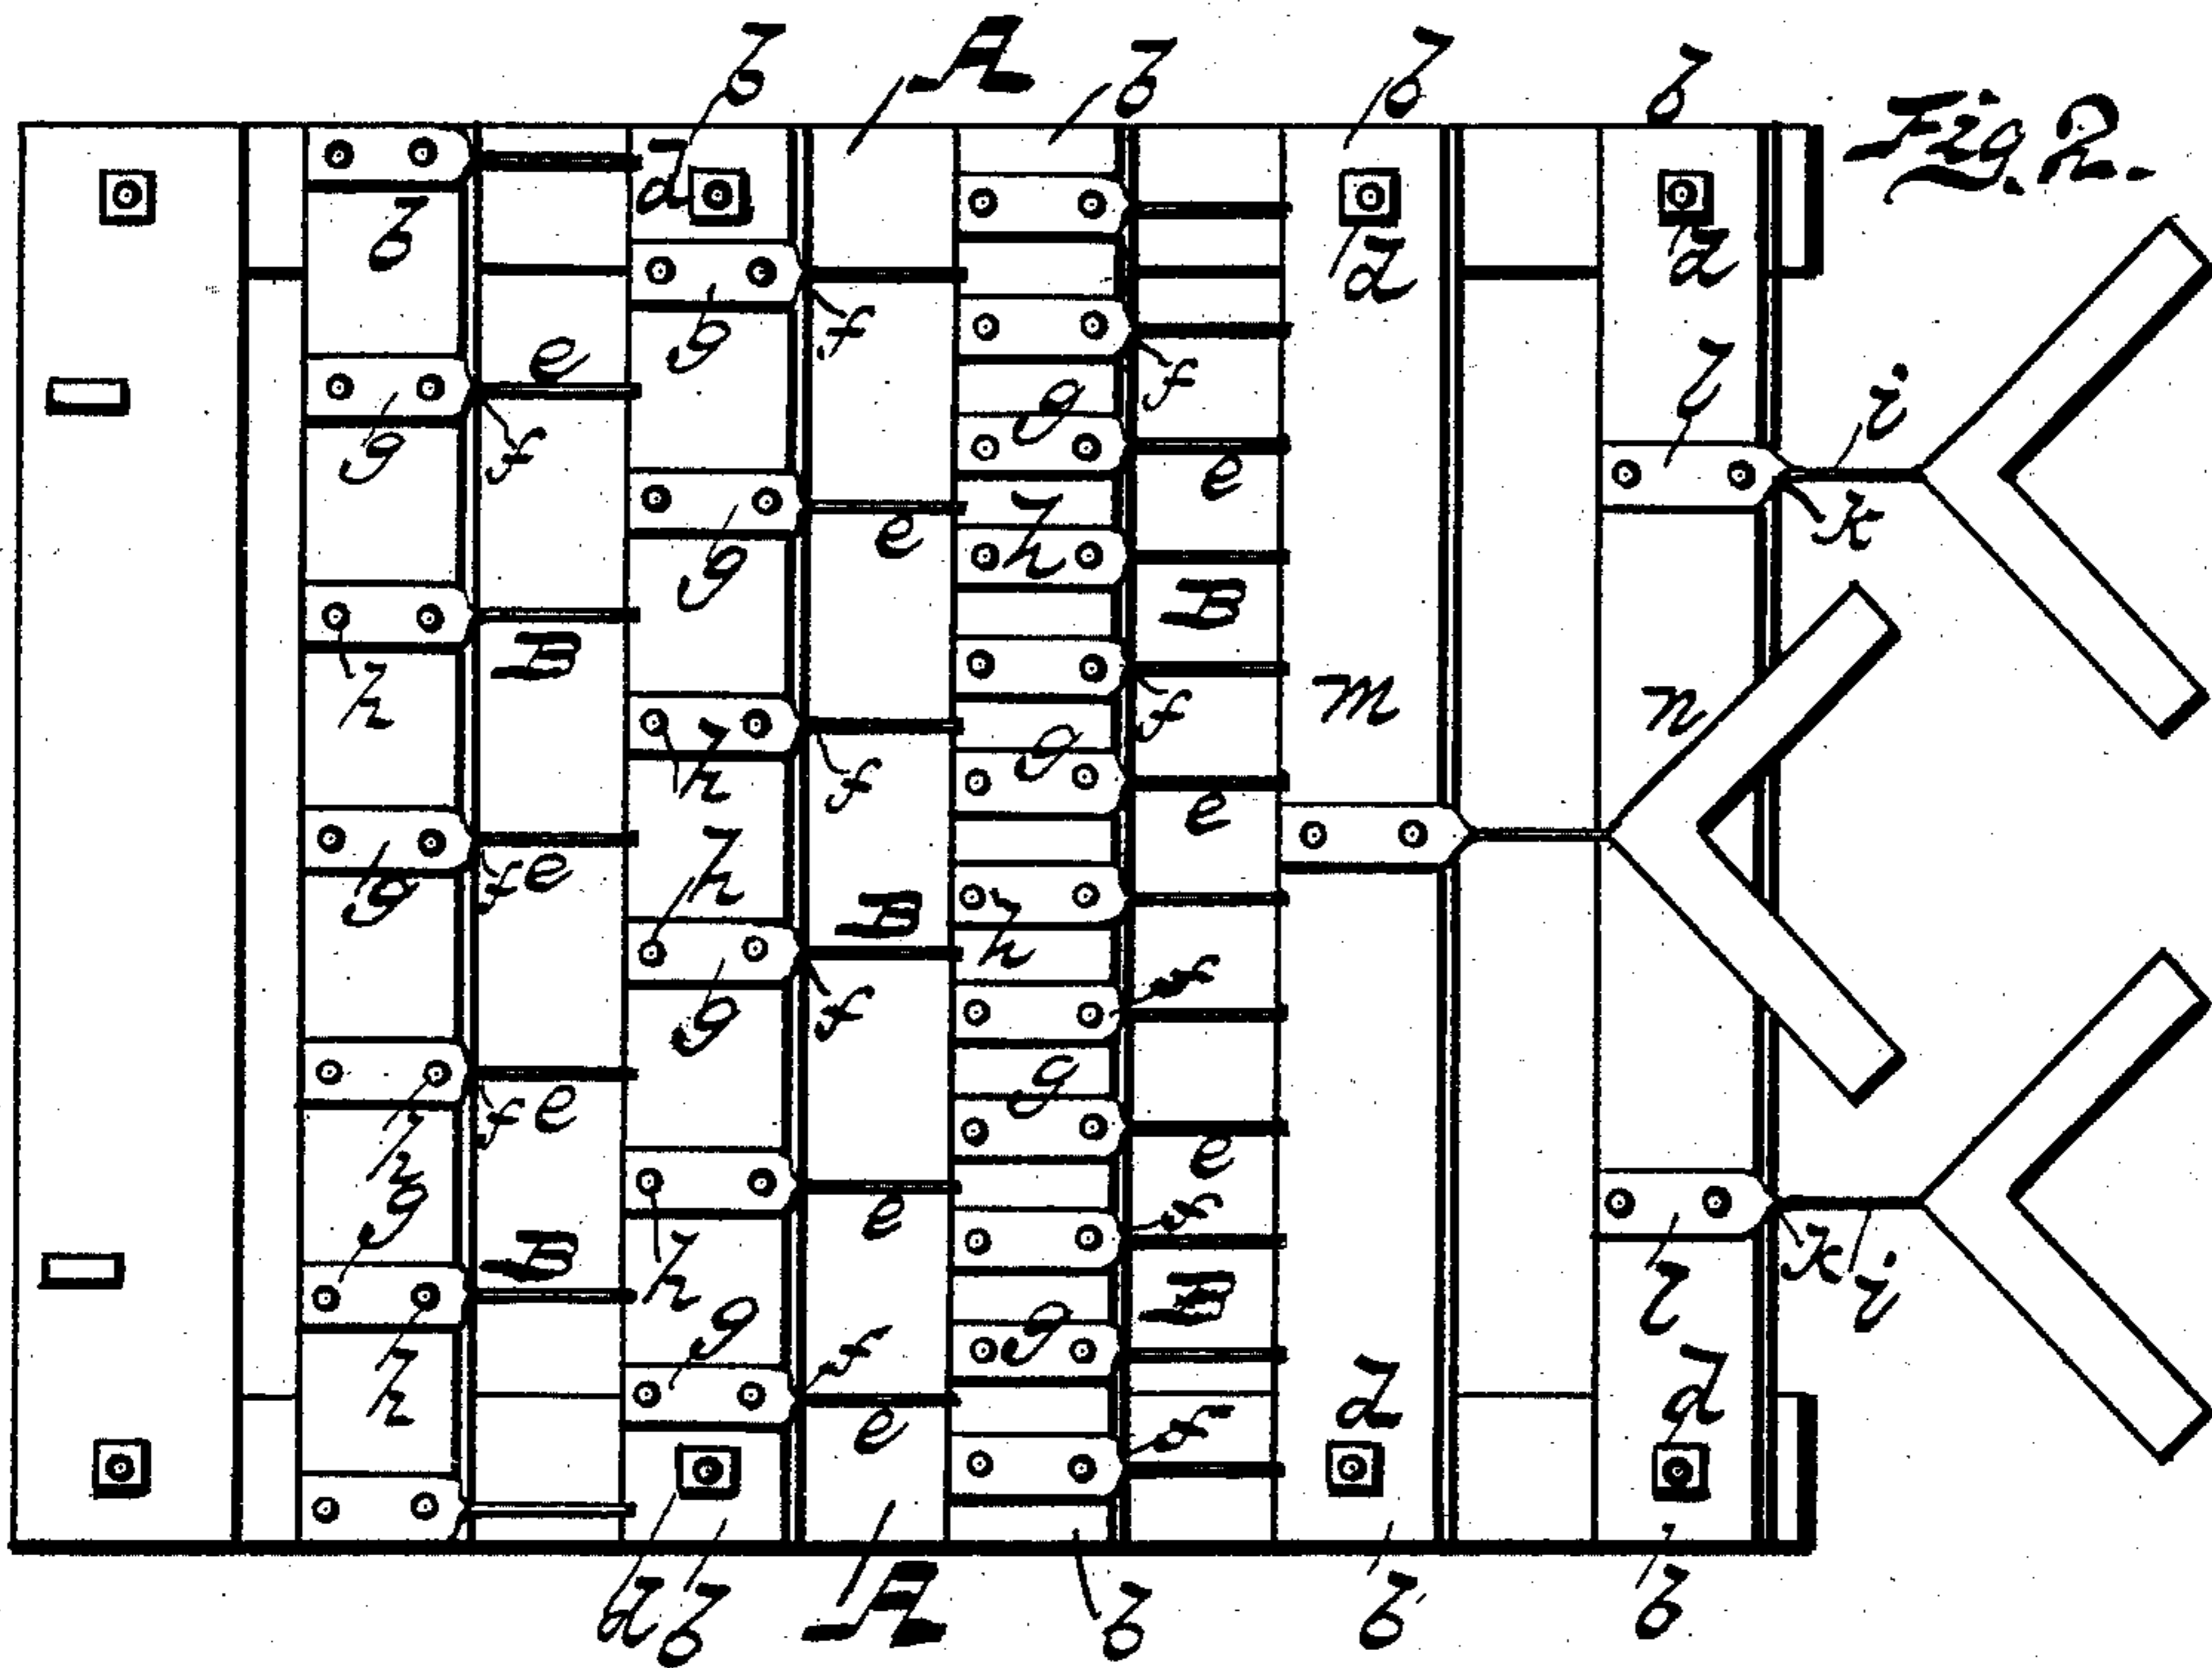 b A b b b
Fig. 2.
d d d
b g f
e g f l i
g f g e k
h e
g h B
B m n
h h f g f
h e
f e B
g h
g f f
f e g
h e
g f k i
B h e l
g f g B
h e f d d
d b A b b b